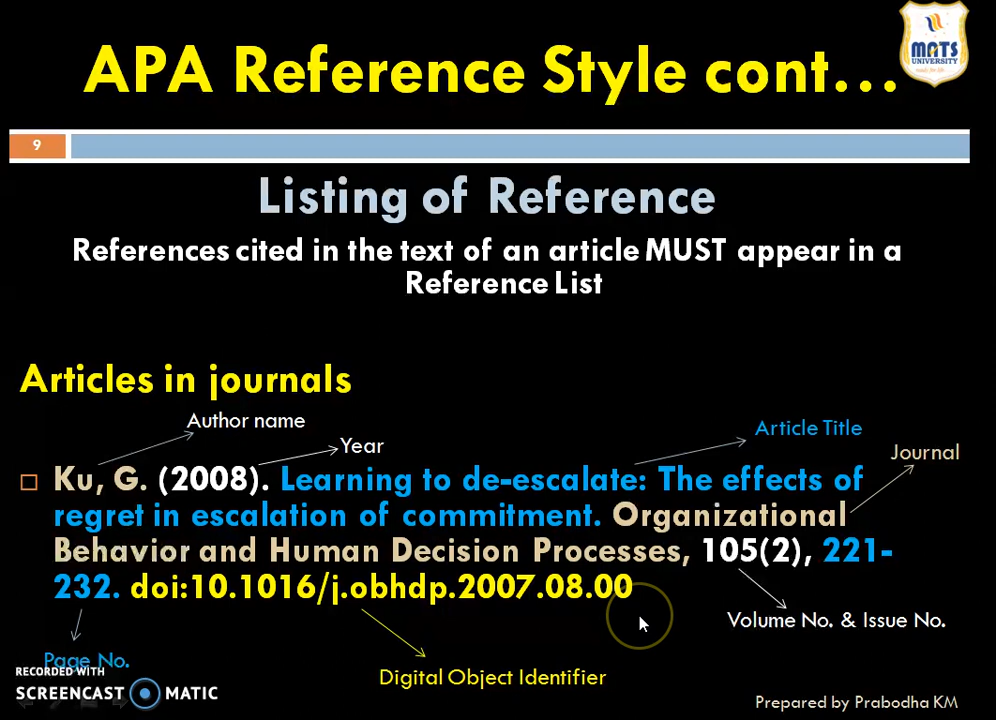 APA Reference Style cont...
MATS
UNIVERSITY
9
Listing of Reference
References cited in the text of an article MUST appear in a
Reference List
Articles in journals
Author name
Year
Article Title
Journal
Ku, G. (2008). Learning to de-escalate: The effects of
regret in escalation of commitment. Organizational
Behavior and Human Decision Processes, 105(2), 221-
232. doi:10.1016/j.obhdp.2007.08.00
Volume No. & Issue No.
Page No.
Digital Object Identifier
RECORDED WITH
SCREENCAST MATIC
Prepared by Prabodha KM